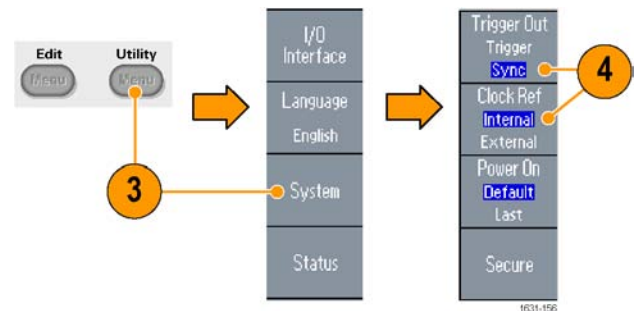 Edit
Utility
Menu
Menu
3
I/O
Interface
Language
English
System
Status
Trigger Out
Trigger
Sync
Clock Ref
Internal
External
Power On
Default
Last
Secure
4
1631-156